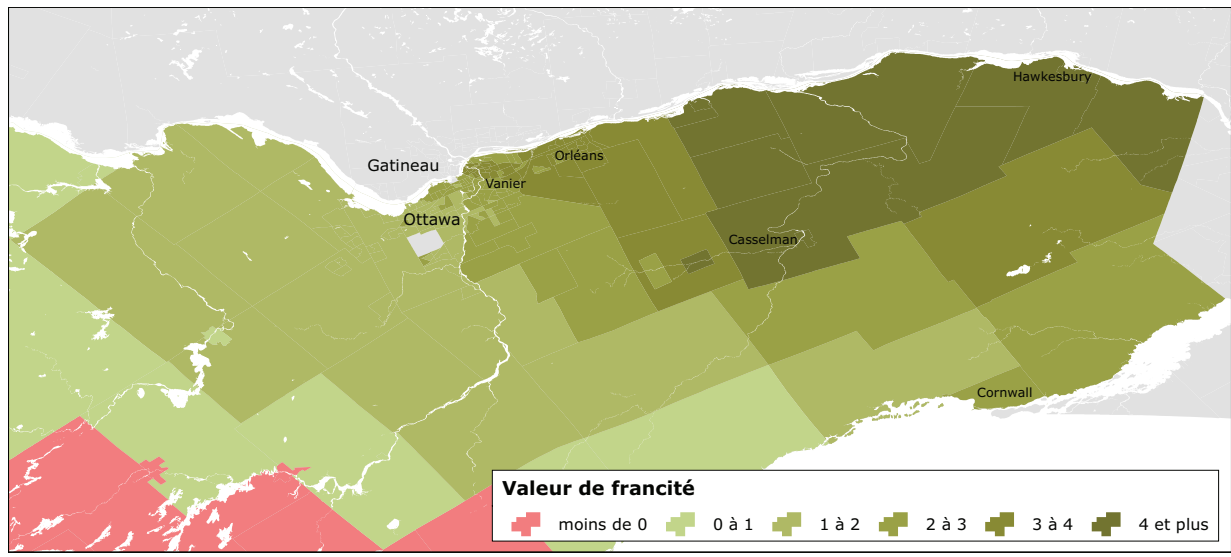 Hawkesbury
Gatineau
Orléans
Vanier
Ottawa
Casselman
Cornwall
Valeur de francité
moins de 0
0 à 1
1 à 2
2 à 3
3 à 4
4 et plus